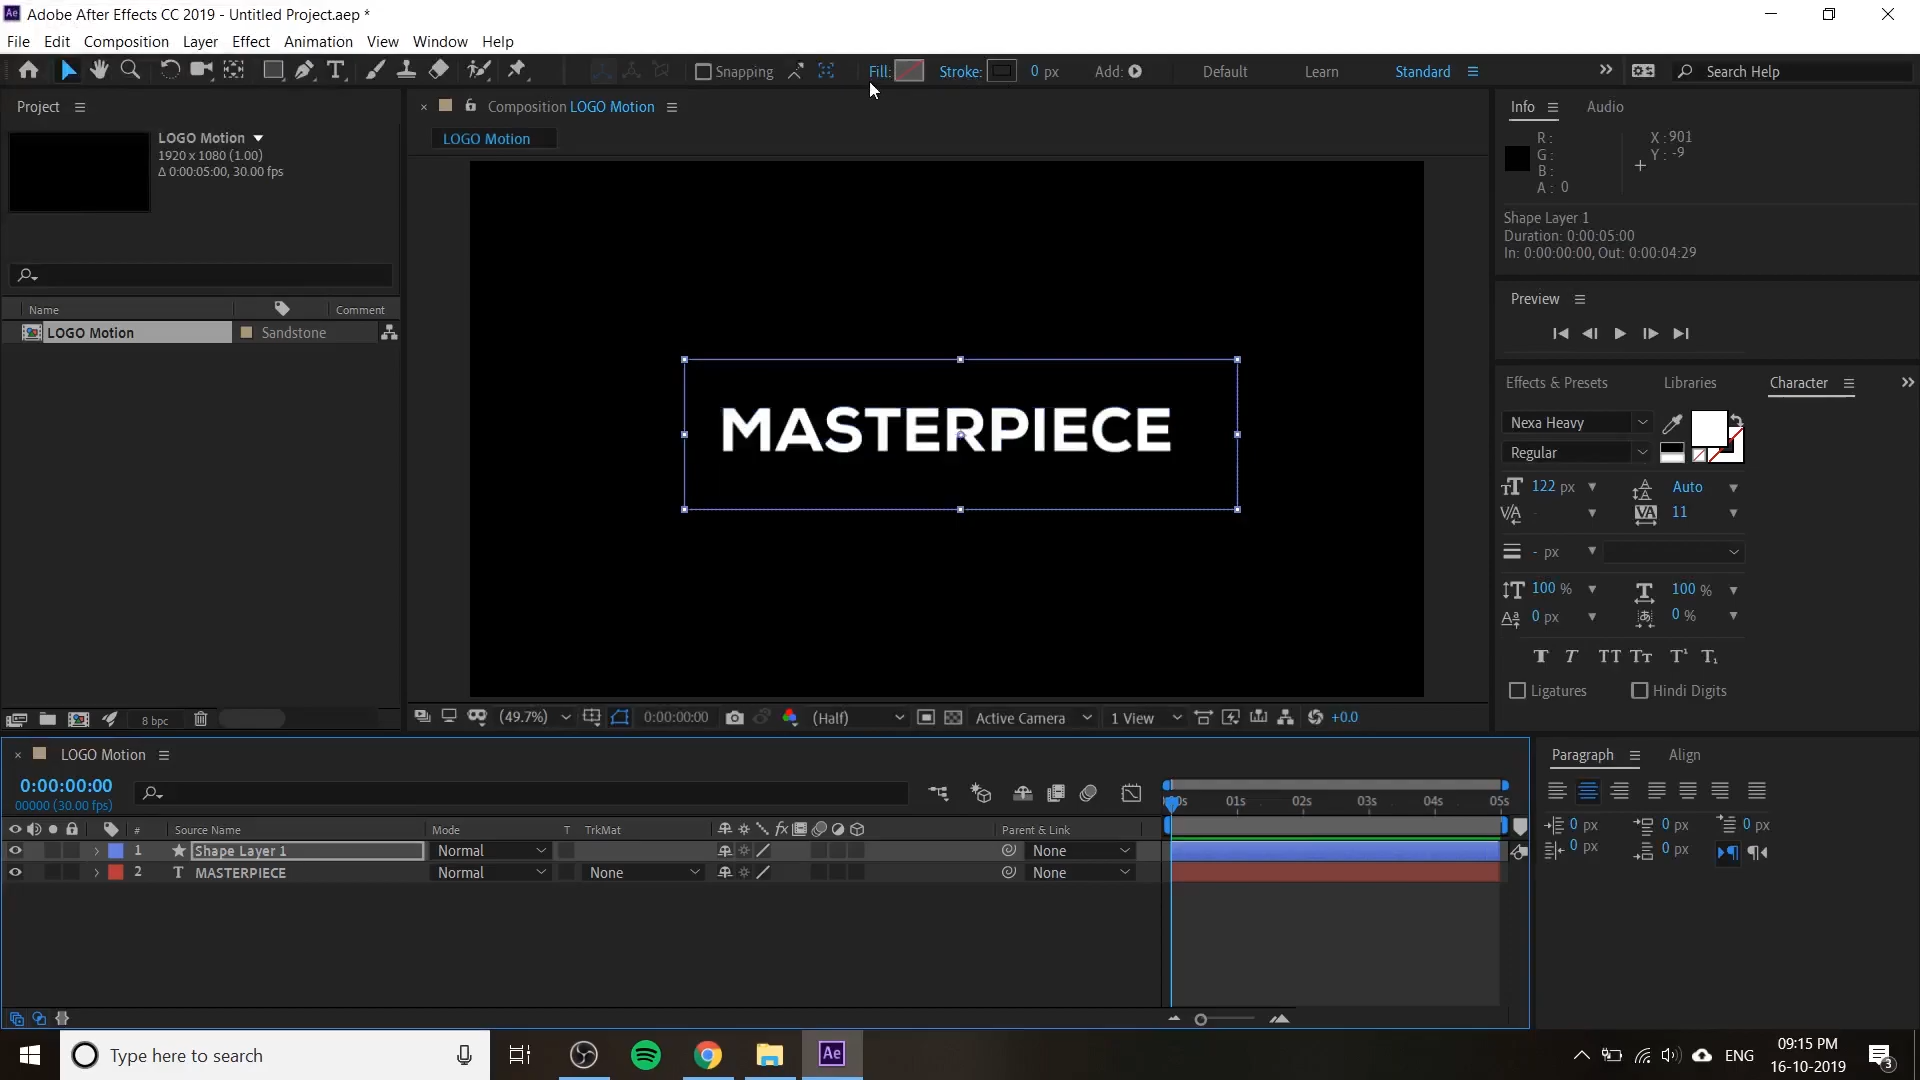 Adobe After Effects CC 2019 - Untitled Project.aep *
File Edit Composition Layer Effect Animation View Window Help
Snapping Fill: Stroke: 0 px Add: Default Learn Standard Search Help
Project
LOGO Motion
1920 x 1080 (1.00)
Δ 0:00:05:00, 30.00 fps
Name Comment
LOGO Motion Sandstone
8 bpc
Composition LOGO Motion
LOGO Motion
MASTERPIECE
(49.7%) 0:00:00:00 (Half) Active Camera 1 View +0.0
Info Audio
R :
G :
B :
A : 0
X : 901
Y : -9
Shape Layer 1
Duration: 0:00:05:00
In: 0:00:00:00, Out: 0:00:04:29
Preview
Effects & Presets Libraries Character
Nexa Heavy
Regular
122 px Auto
- 11
- px
100 % 100 %
0 px 0 %
T T TT Tt T¹ T₁
Ligatures Hindi Digits
LOGO Motion
0:00:00:00
00000 (30.00 fps)
# Source Name Mode T TrkMat fx Parent & Link
1 Shape Layer 1 Normal None
2 MASTERPIECE Normal None None
01s 02s 03s 04s 05s
Paragraph Align
0 px 0 px 0 px
0 px 0 px
Type here to search
Ae
ENG
09:15 PM
16-10-2019
3